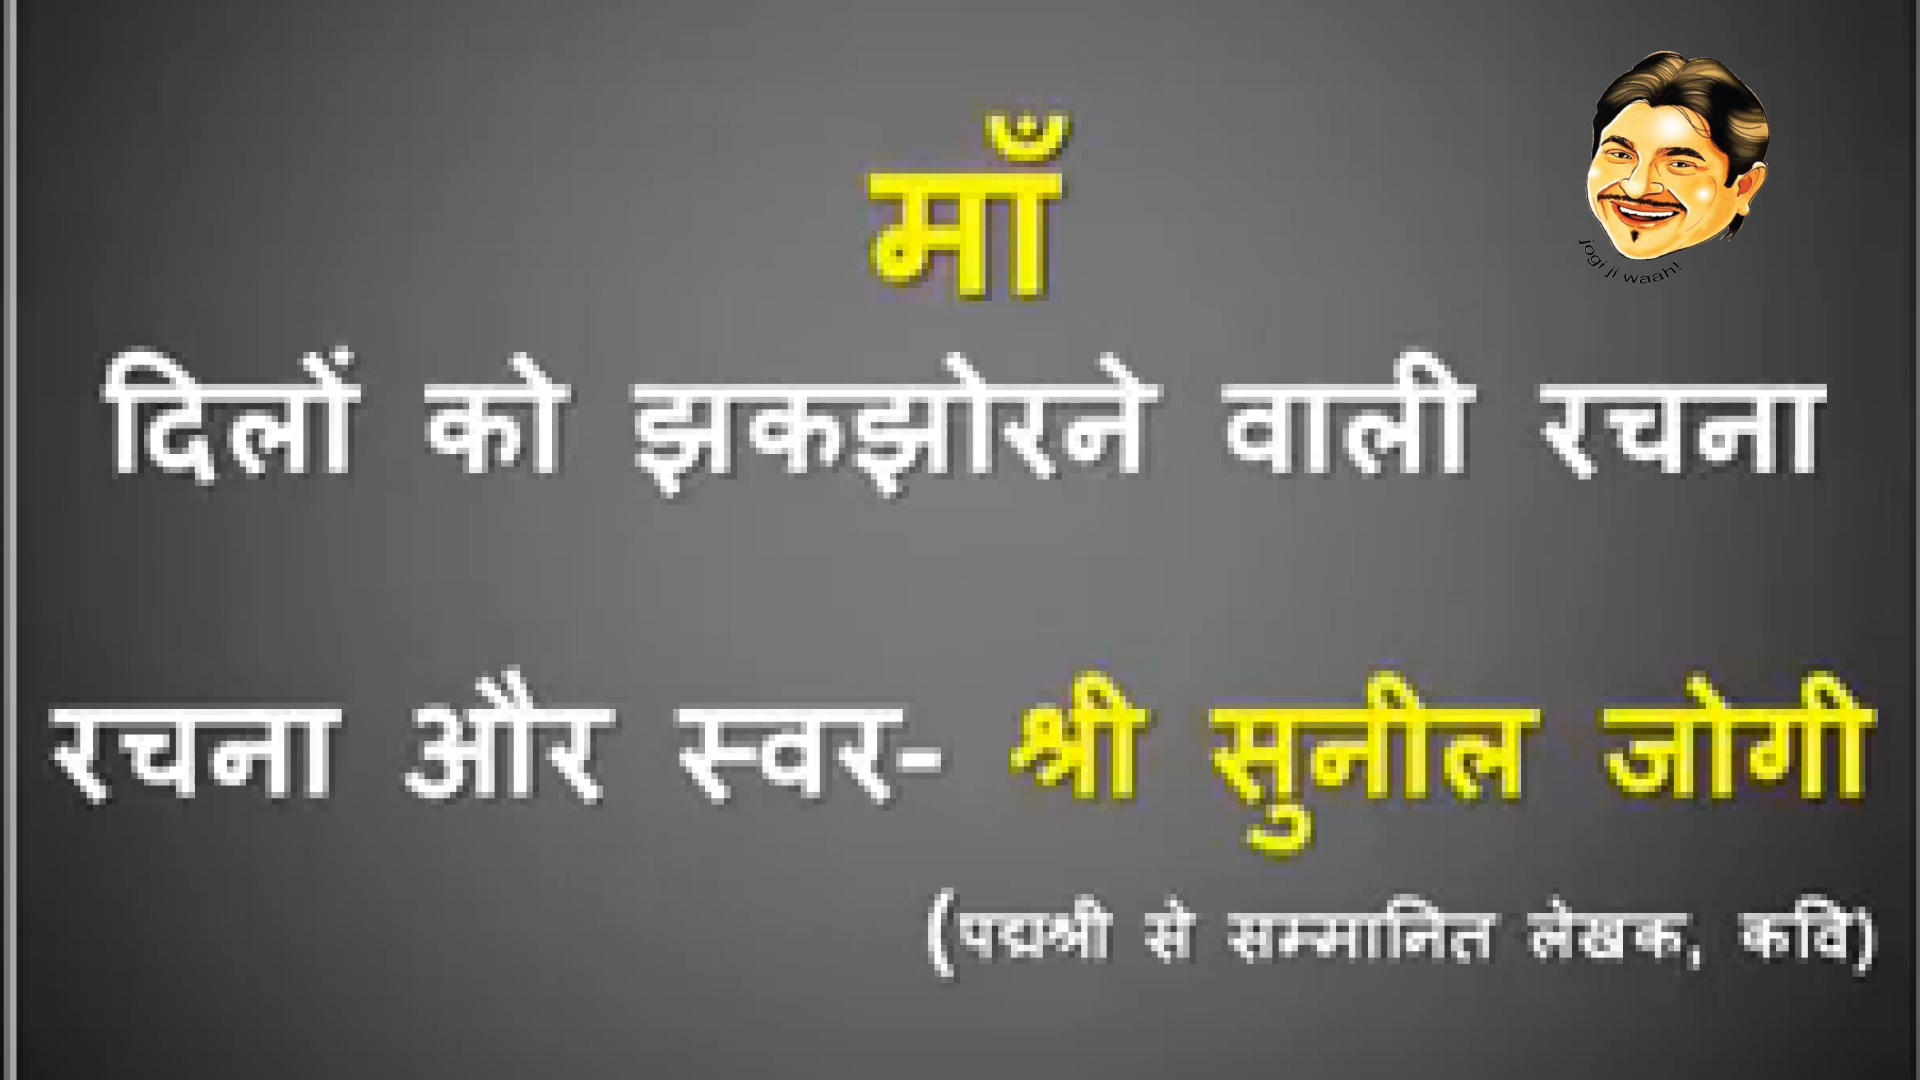 माँ
jogi ji waah!
दिलों को झकझोरने वाली रचना
रचना और स्वर- श्री सुनील जोगी
(पद्मश्री से सम्मानित लेखक, कवि)